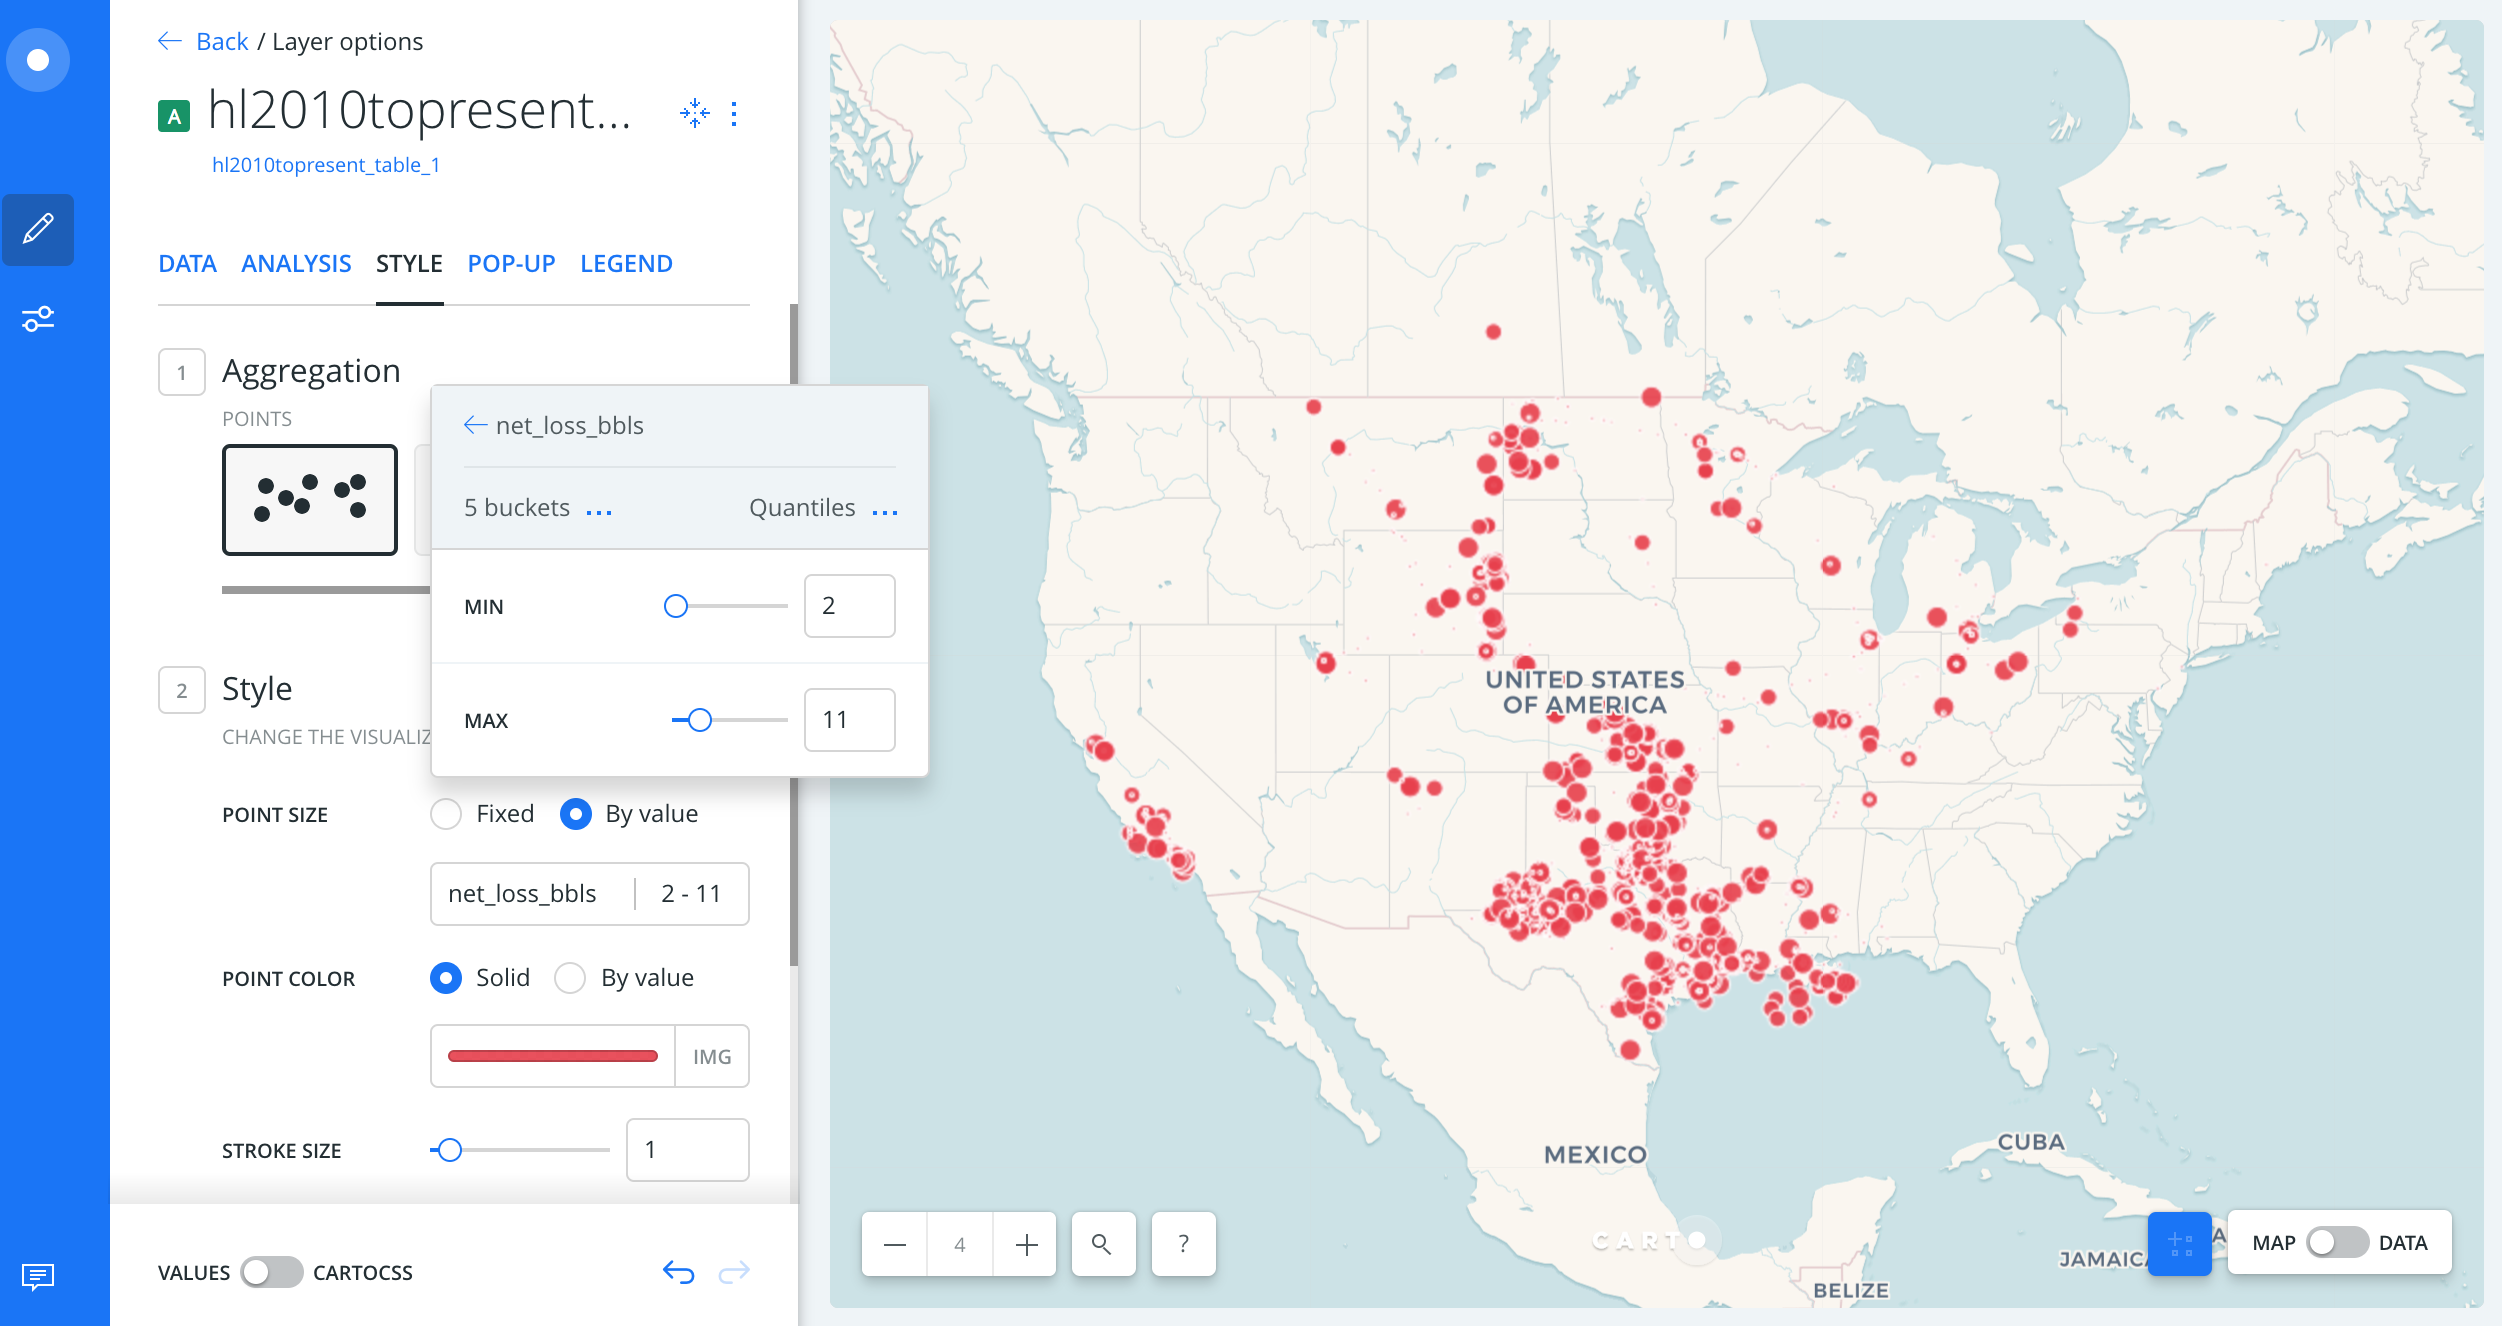 Back / Layer options
A hl2010topresent...
hl2010topresent_table_1
DATA ANALYSIS STYLE POP-UP LEGEND
1 Aggregation
POINTS
net_loss_bbls
5 buckets ... Quantiles ...
MIN 2
MAX 11
2 Style
CHANGE THE VISUALIZ
POINT SIZE Fixed By value
net_loss_bbls 2 - 11
POINT COLOR Solid By value
IMG
STROKE SIZE 1
VALUES CARTOCSS
UNITED STATES
OF AMERICA
MEXICO
CUBA
JAMAICA
BELIZE
4 ?
CARTO
MAP DATA